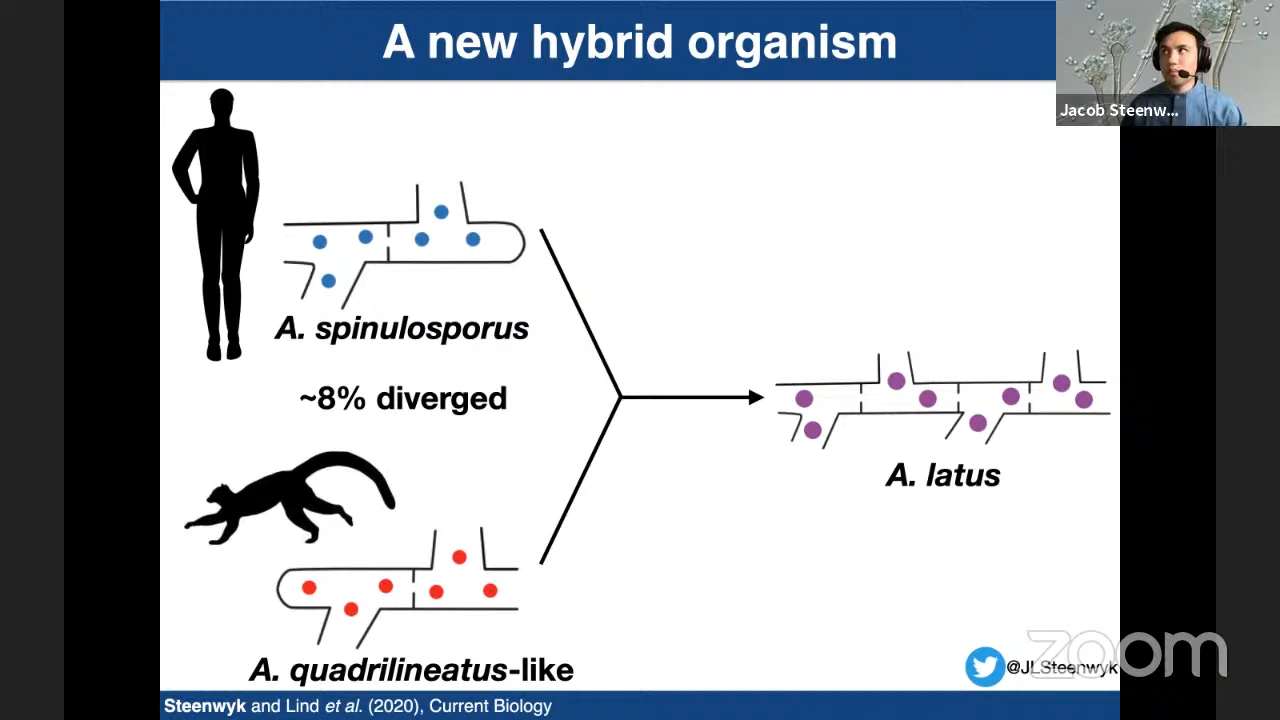 A new hybrid organism
Jacob Steenw...
A. spinulosporus
~8% diverged
A. latus
A. quadrilineatus-like
@JLSteenwyk
zoom
Steenwyk and Lind et al. (2020), Current Biology